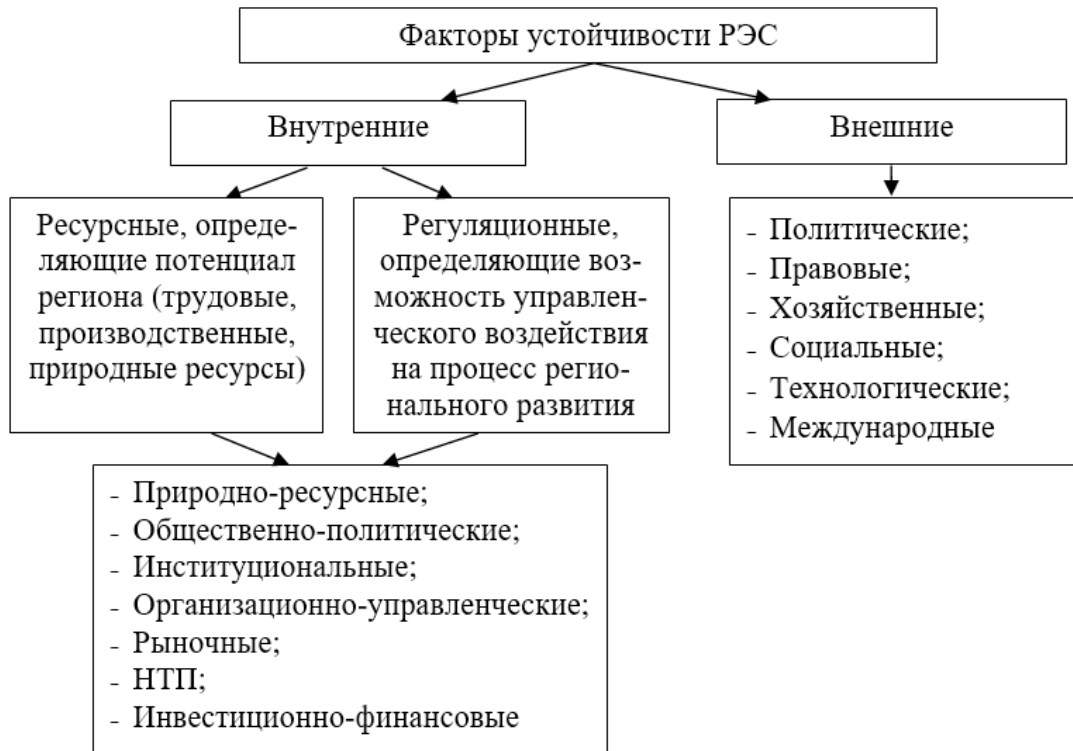 Факторы устойчивости РЭС
Внутренние
Внешние
Ресурсные, опреде-
ляющие потенциал
региона (трудовые,
производственные,
природные ресурсы)
Регуляционные,
определяющие воз-
можность управлен-
ческого воздействия
на процесс регио-
нального развития
- Политические;
- Правовые;
- Хозяйственные;
- Социальные;
- Технологические;
- Международные
- Природно-ресурсные;
- Общественно-политические;
- Институциональные;
- Организационно-управленческие;
- Рыночные;
- НТП;
- Инвестиционно-финансовые